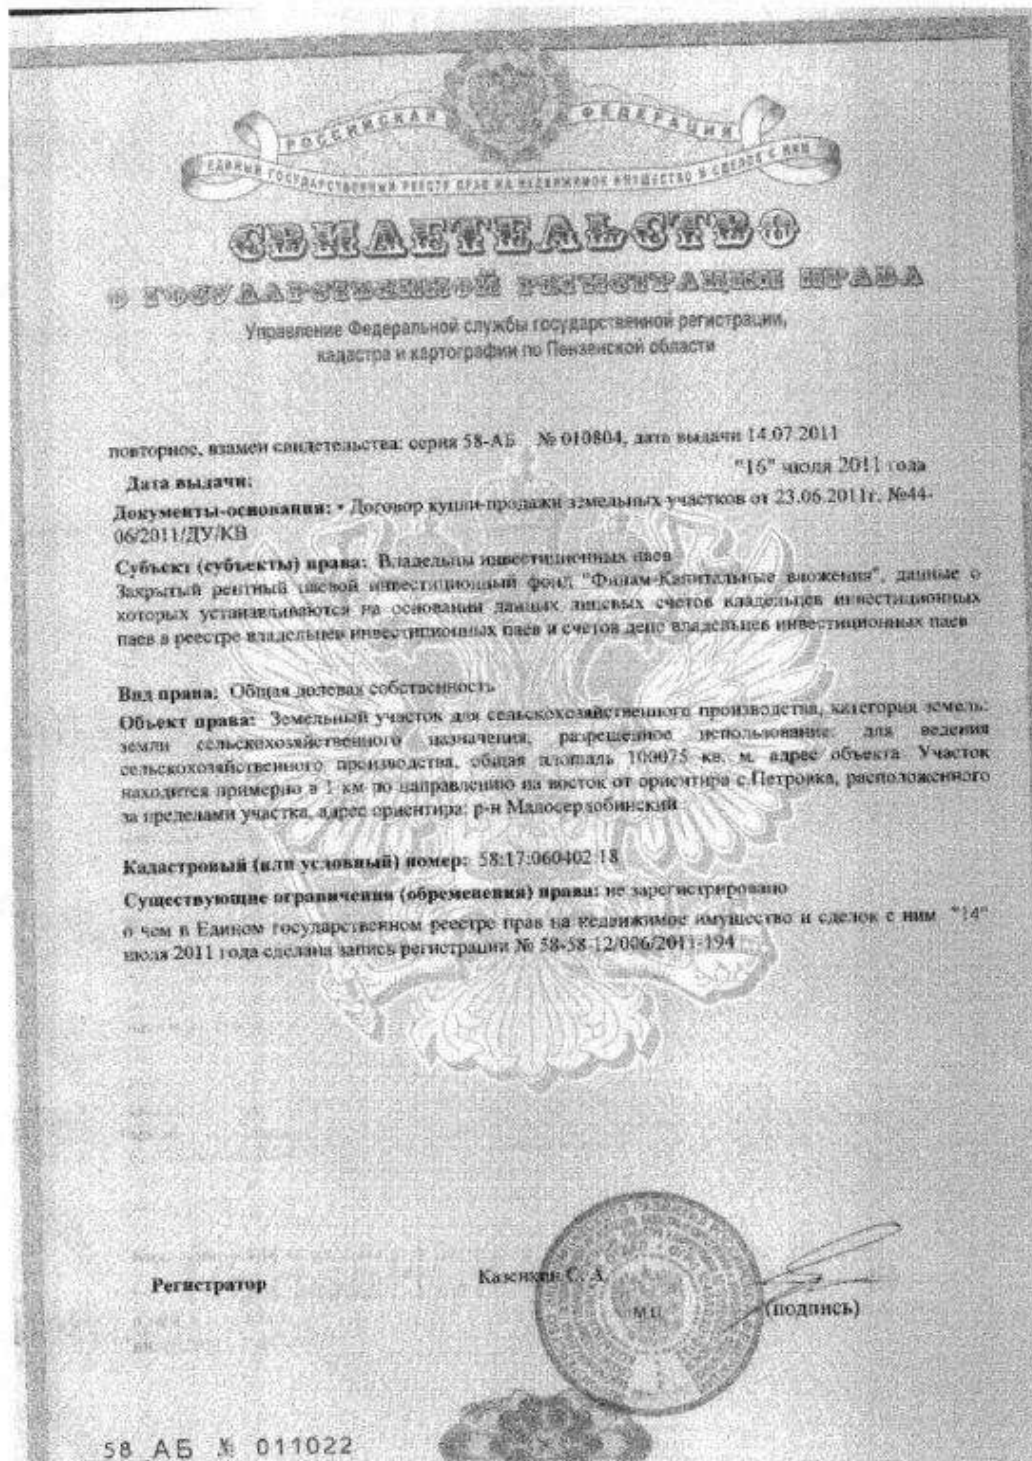 РОССИЙСКАЯ ФЕДЕРАЦИЯ
ЕДИНЫЙ ГОСУДАРСТВЕННЫЙ РЕЕСТР ПРАВ НА НЕДВИЖИМОЕ ИМУЩЕСТВО И СДЕЛОК С НИМ
СВИДЕТЕЛЬСТВО
О ГОСУДАРСТВЕННОЙ РЕГИСТРАЦИИ ПРАВА
Управление Федеральной службы государственной регистрации,
кадастра и картографии по Пензенской области
повторное, взамен свидетельства: серия 58-АБ № 010804, дата выдачи 14.07.2011
"16" июля 2011 года
Дата выдачи:
Документы-основания: • Договор купли-продажи земельных участков от 23.06.2011г. №44-
06/2011/ДУ/КВ
Субъект (субъекты) права: Владельцы инвестиционных паев
Закрытый рентный паевой инвестиционный фонд "Финам-Капитальные вложения", данные о
которых устанавливаются на основании данных лицевых счетов владельцев инвестиционных
паев в реестре владельцев инвестиционных паев и счетов депо владельцев инвестиционных паев
Вид права: Общая долевая собственность
Объект права: Земельный участок для сельскохозяйственного производства, категория земель:
земли сельскохозяйственного назначения, разрешенное использование: для ведения
сельскохозяйственного производства, общая площадь 100075 кв. м, адрес объекта: Участок
находится примерно в 1 км по направлению на восток от ориентира с.Петровка, расположенного
за пределами участка, адрес ориентира: р-н Малосердобинский
Кадастровый (или условный) номер: 58:17:060402:18
Существующие ограничения (обременения) права: не зарегистрировано
о чем в Едином государственном реестре прав на недвижимое имущество и сделок с ним "14"
июля 2011 года сделана запись регистрации № 58-58-12/006/2011-194
Регистратор
С. А.
М.П.
(подпись)
58 АБ № 011022